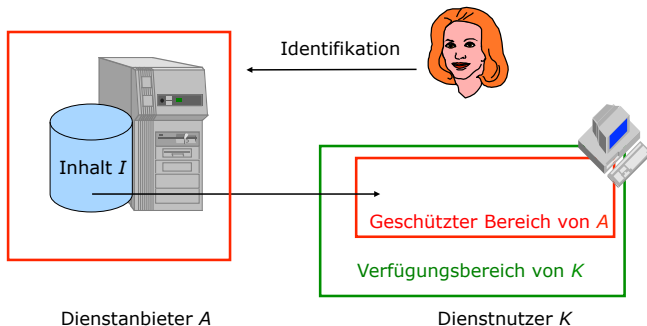 Identifikation
Inhalt I
Geschützter Bereich von A
Verfügungsbereich von K
Dienstanbieter A
Dienstnutzer K